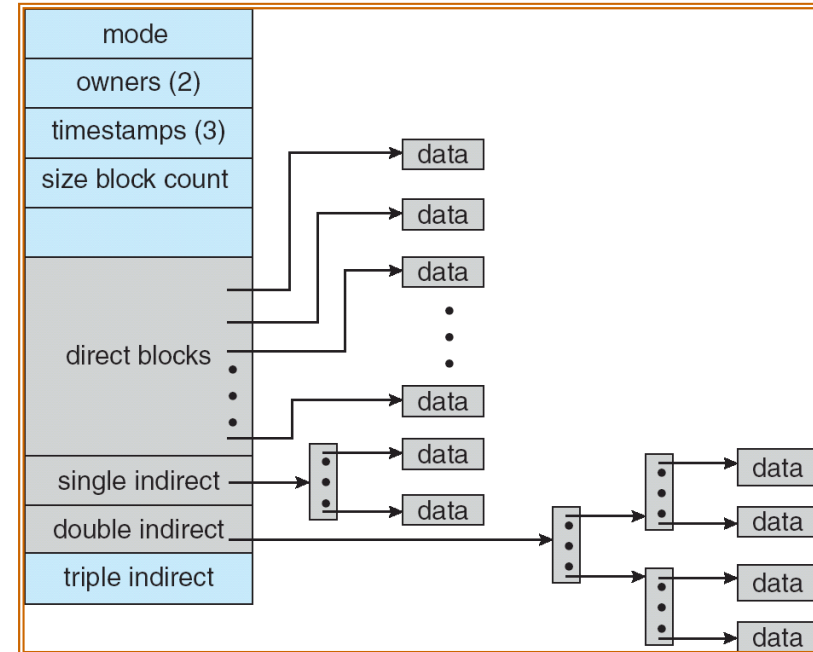 mode
owners (2)
timestamps (3)
size block count
direct blocks
single indirect
double indirect
triple indirect
data
data
data
data
data
data
data
data
data
data